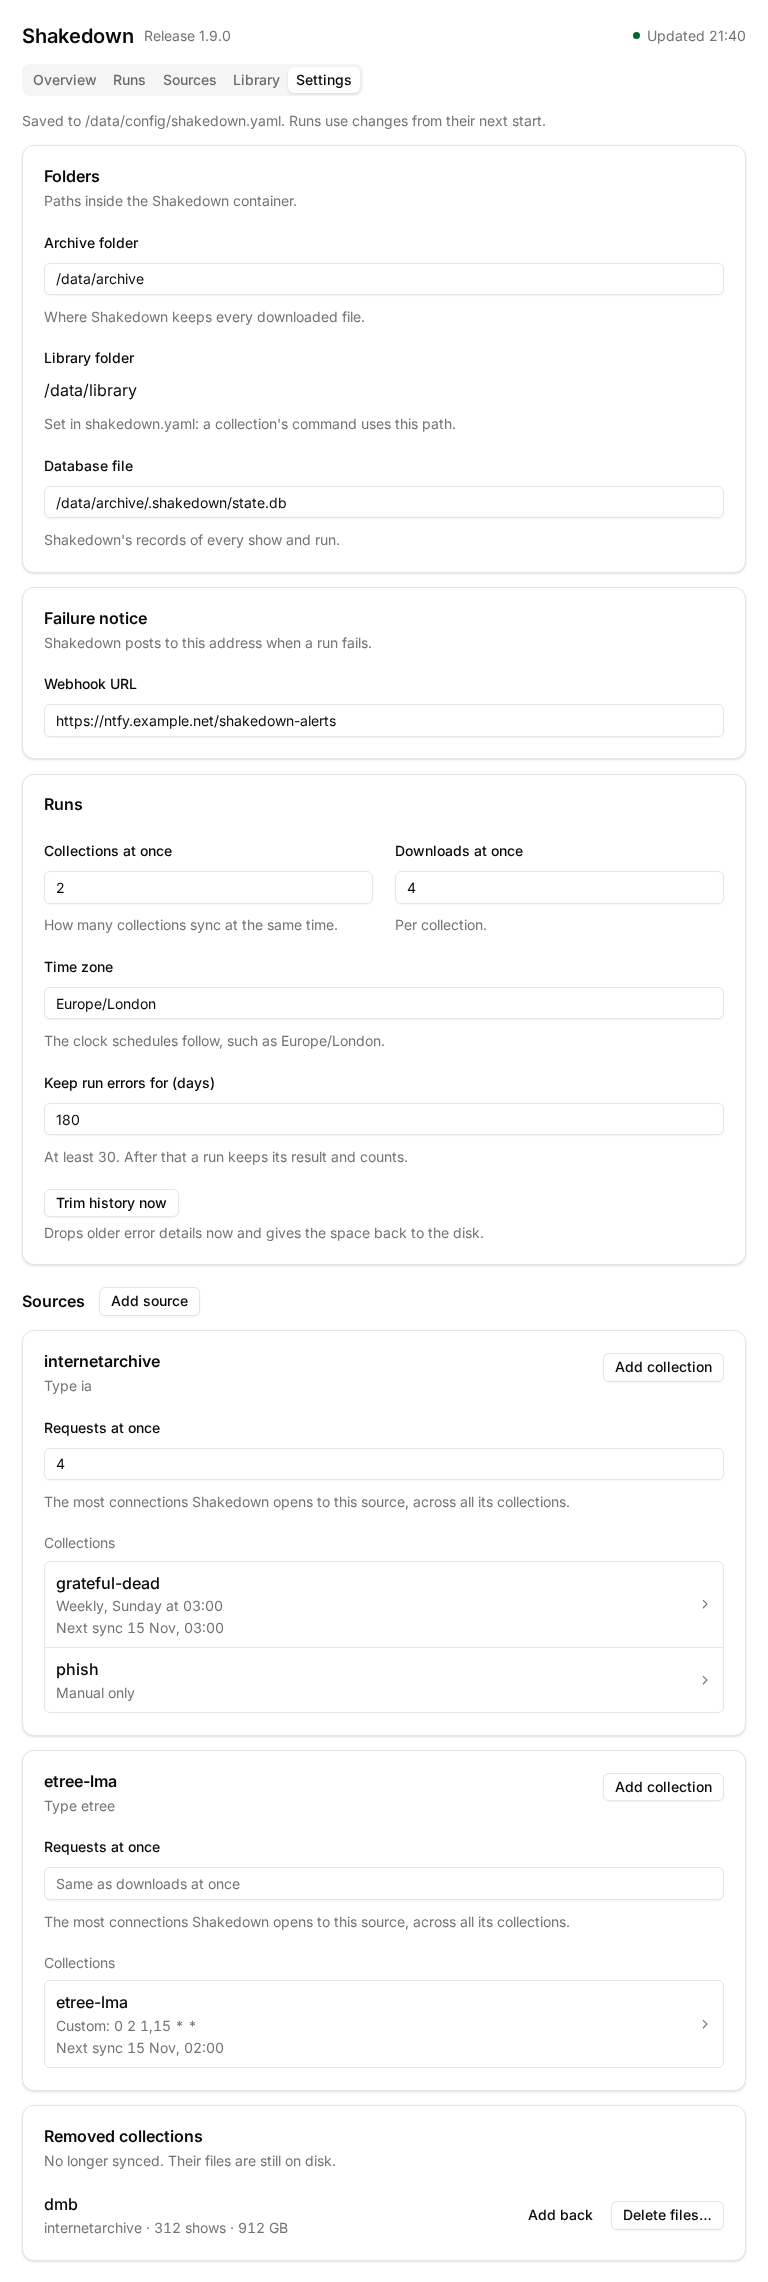 Shakedown Release 1.9.0 Updated 21:40
Overview Runs Sources Library Settings
Saved to /data/config/shakedown.yaml. Runs use changes from their next start.
Folders
Paths inside the Shakedown container.
Archive folder
/data/archive
Where Shakedown keeps every downloaded file.
Library folder
/data/library
Set in shakedown.yaml: a collection's command uses this path.
Database file
/data/archive/.shakedown/state.db
Shakedown's records of every show and run.
Failure notice
Shakedown posts to this address when a run fails.
Webhook URL
https://ntfy.example.net/shakedown-alerts
Runs
Collections at once Downloads at once
2 4
How many collections sync at the same time. Per collection.
Time zone
Europe/London
The clock schedules follow, such as Europe/London.
Keep run errors for (days)
180
At least 30. After that a run keeps its result and counts.
Trim history now
Drops older error details now and gives the space back to the disk.
Sources Add source
internetarchive Add collection
Type ia
Requests at once
4
The most connections Shakedown opens to this source, across all its collections.
Collections
grateful-dead
Weekly, Sunday at 03:00
Next sync 15 Nov, 03:00
phish
Manual only
etree-lma Add collection
Type etree
Requests at once
Same as downloads at once
The most connections Shakedown opens to this source, across all its collections.
Collections
etree-lma
Custom: 0 2 1,15 * *
Next sync 15 Nov, 02:00
Removed collections
No longer synced. Their files are still on disk.
dmb
internetarchive · 312 shows · 912 GB Add back Delete files...